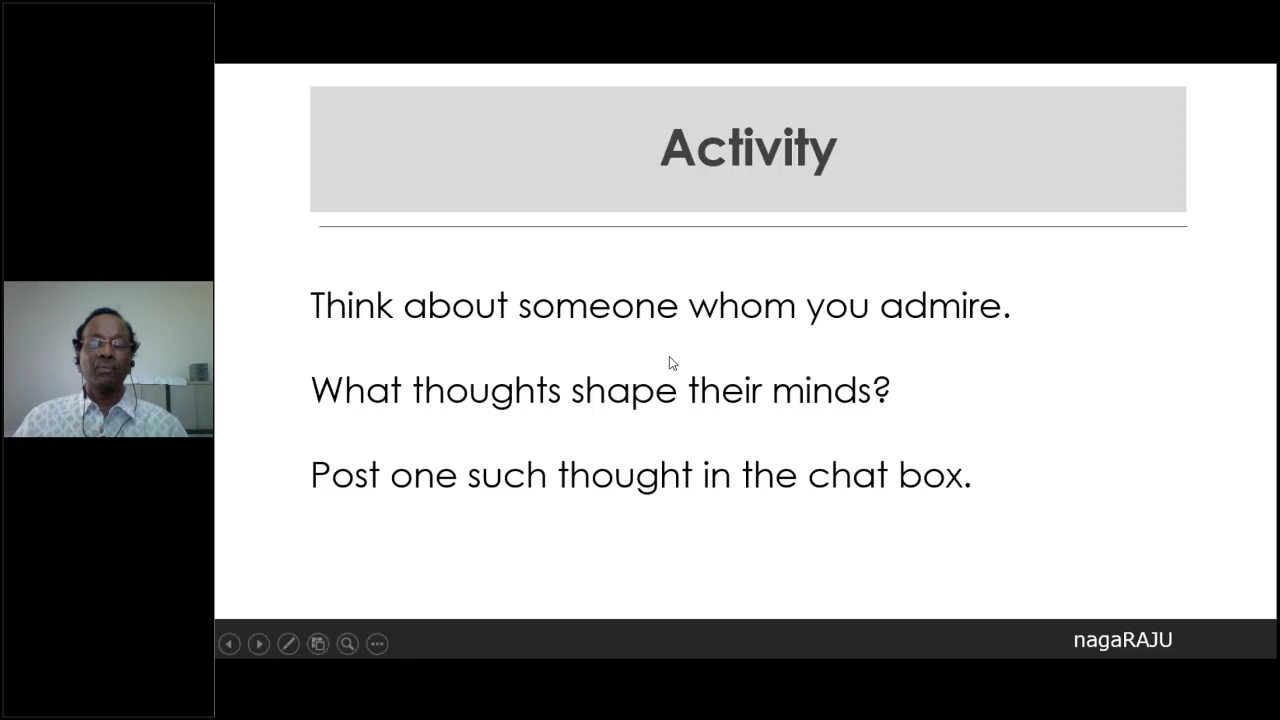 Activity
Think about someone whom you admire.
What thoughts shape their minds?
Post one such thought in the chat box.
nagaRAJU